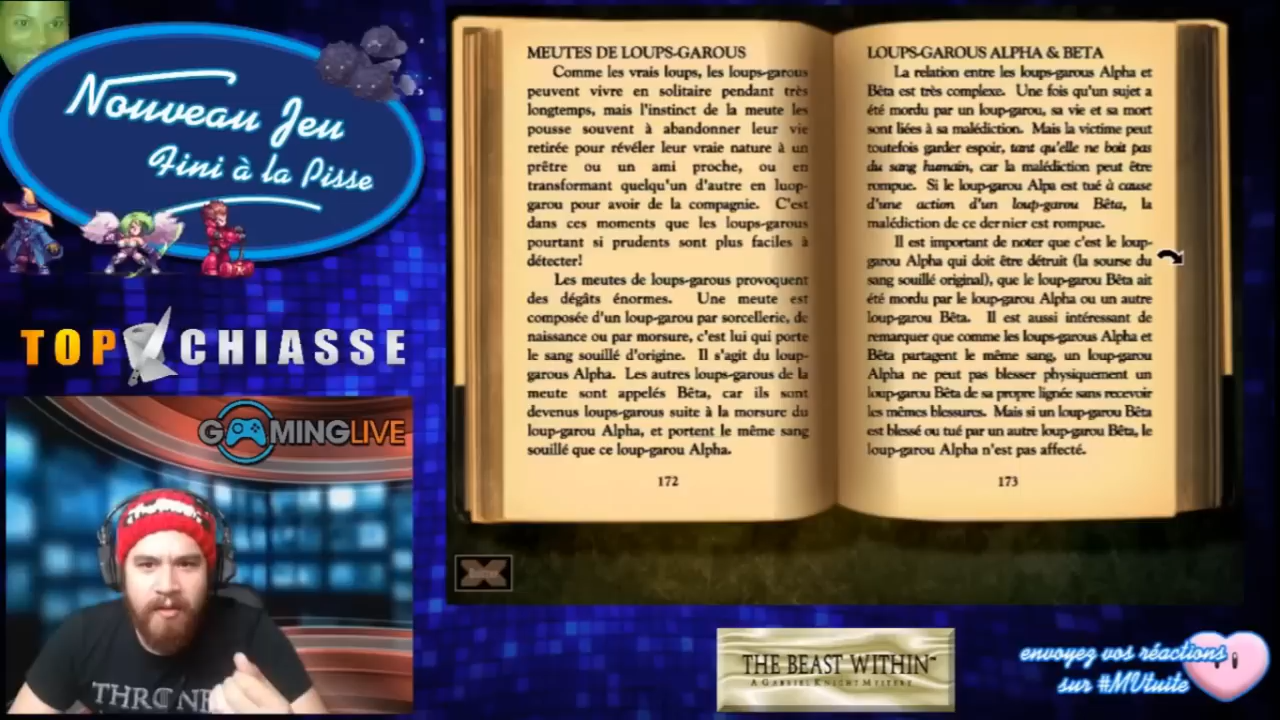 Nouveau Jeu
Fini à la Pisse
TOP CHIASSE
GAMINGLIVE
THRONE
MEUTES DE LOUPS-GAROUS
Comme les vrais loups, les loups-garous
peuvent vivre en solitaire pendant très
longtemps, mais l'instinct de la meute les
pousse souvent à abandonner leur vie
retirée pour révéler leur vraie nature à un
prêtre ou un ami proche, ou en
transformant quelqu'un d'autre en luop-
garou pour avoir de la compagnie. C'est
dans ces moments que les loups-garous
pourtant si prudents sont plus faciles à
détecter!
Les meutes de loups-garous provoquent
des dégâts énormes. Une meute est
composée d'un loup-garou par sorcellerie, de
naissance ou par morsure, c'est lui qui porte
le sang souillé d'origine. Il s'agit du loup-
garous Alpha. Les autres loups-garous de la
meute sont appelés Bêta, car ils sont
devenus loups-garous suite à la morsure du
loup-garou Alpha, et portent le même sang
souillé que ce loup-garou Alpha.
172
LOUPS-GAROUS ALPHA & BETA
La relation entre les loups-garous Alpha et
Bêta est très complexe. Une fois qu'un sujet a
été mordu par un loup-garou, sa vie et sa mort
sont liées à sa malédiction. Mais la victime peut
toutefois garder espoir, tant qu'elle ne boit pas
du sang humain, car la malédiction peut être
rompue. Si le loup-garou Alpa est tué à cause
d'une action d'un loup-garou Bêta, la
malédiction de ce dernier est rompue.
Il est important de noter que c'est le loup-
garou Alpha qui doit être détruit (la sourse du
sang souillé original), que le loup-garou Bêta ait
été mordu par le loup-garou Alpha ou un autre
loup-garou Bêta. Il est aussi intéressant de
remarquer que comme les loups-garous Alpha et
Bêta partagent le même sang, un loup-garou
Alpha ne peut pas blesser physiquement un
loup-garou Bêta de sa propre lignée sans recevoir
les mêmes blessures. Mais si un loup-garou Bêta
est blessé ou tué par un autre loup-garou Bêta, le
loup-garou Alpha n'est pas affecté.
173
THE BEAST WITHIN™
A GABRIEL KNIGHT MYSTERY
envoyez vos réactions
sur #MVtuite